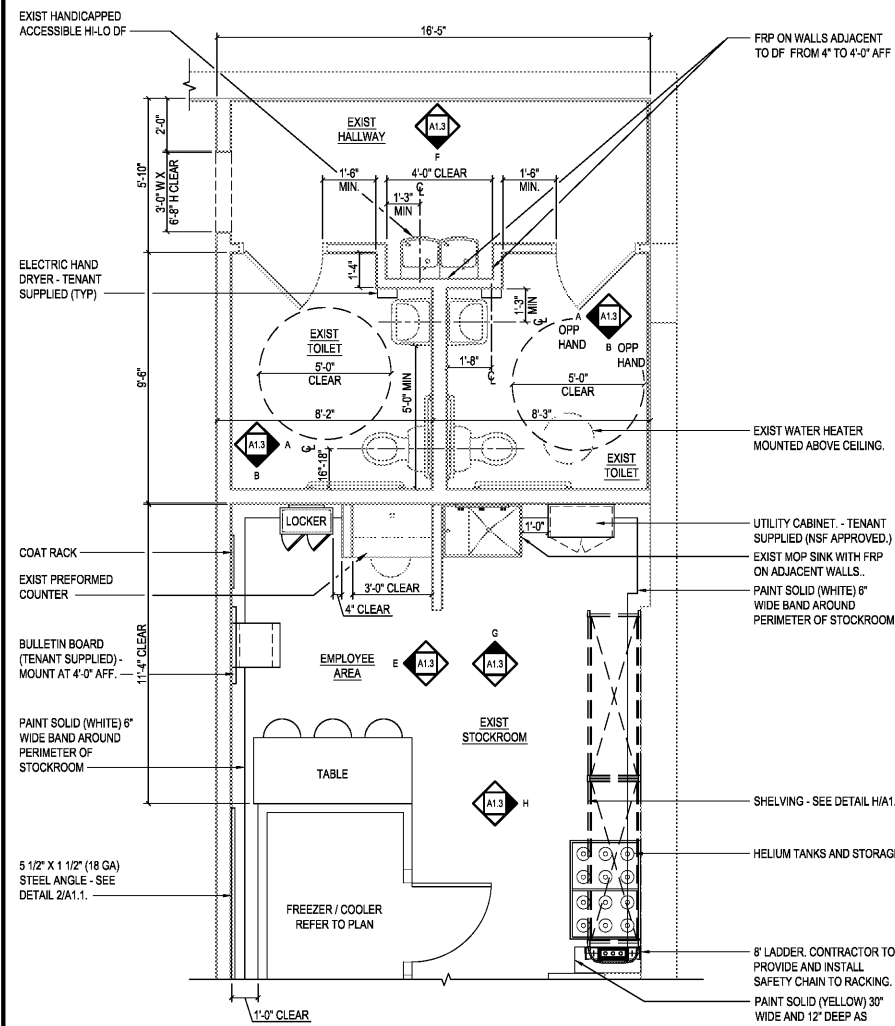 EXIST HANDICAPPED
ACCESSIBLE HI-LO DF
16'-5"
FRP ON WALLS ADJACENT
TO DF FROM 4" TO 4'-0" AFF
EXIST
HALLWAY
A1.3
F
2'-0"
5'-10"
3'-0" W X
6'-8" H CLEAR
1'-6"
MIN.
4'-0" CLEAR
1'-6"
MIN.
1'-3"
MIN
ELECTRIC HAND
DRYER - TENANT
SUPPLIED (TYP)
1'-4"
1'-3"
MIN
A
OPP
HAND
A1.3
B OPP
HAND
EXIST
TOILET
5'-0"
CLEAR
1'-8"
5'-0"
CLEAR
5'-0" MIN
9'-6"
8'-2"
8'-3"
A1.3
A
B
16"-18"
EXIST
TOILET
EXIST WATER HEATER
MOUNTED ABOVE CEILING.
LOCKER
1'-0"
UTILITY CABINET. - TENANT
SUPPLIED (NSF APPROVED.)
COAT RACK
EXIST MOP SINK WITH FRP
ON ADJACENT WALLS..
EXIST PREFORMED
COUNTER
3'-0" CLEAR
4" CLEAR
PAINT SOLID (WHITE) 6"
WIDE BAND AROUND
PERIMETER OF STOCKROOM
BULLETIN BOARD
(TENANT SUPPLIED) -
MOUNT AT 4'-0" AFF.
11'-4" CLEAR
EMPLOYEE
AREA
E
A1.3
G
A1.3
EXIST
STOCKROOM
PAINT SOLID (WHITE) 6"
WIDE BAND AROUND
PERIMETER OF
STOCKROOM
TABLE
A1.3
H
SHELVING - SEE DETAIL H/A1.
HELIUM TANKS AND STORAGE
5 1/2" X 1 1/2" (18 GA)
STEEL ANGLE - SEE
DETAIL 2/A1.1.
FREEZER / COOLER
REFER TO PLAN
8' LADDER. CONTRACTOR TO
PROVIDE AND INSTALL
SAFETY CHAIN TO RACKING.
PAINT SOLID (YELLOW) 30"
WIDE AND 12" DEEP AS
1'-0" CLEAR